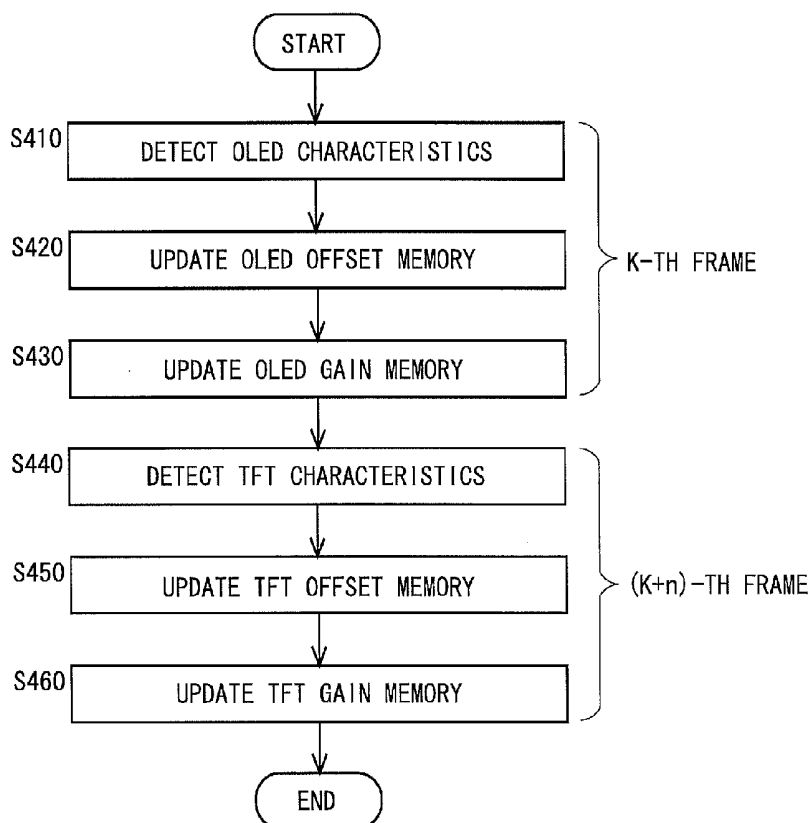 START
S410
DETECT OLED CHARACTERISTICS
S420
UPDATE OLED OFFSET MEMORY
K-TH FRAME
S430
UPDATE OLED GAIN MEMORY
S440
DETECT TFT CHARACTERISTICS
S450
UPDATE TFT OFFSET MEMORY
(K+n)-TH FRAME
S460
UPDATE TFT GAIN MEMORY
END